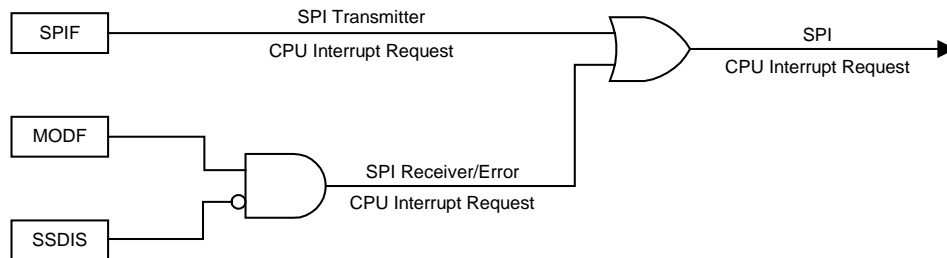 SPIF
SPI Transmitter
CPU Interrupt Request
SPI
CPU Interrupt Request
MODF
SPI Receiver/Error
CPU Interrupt Request
SSDIS